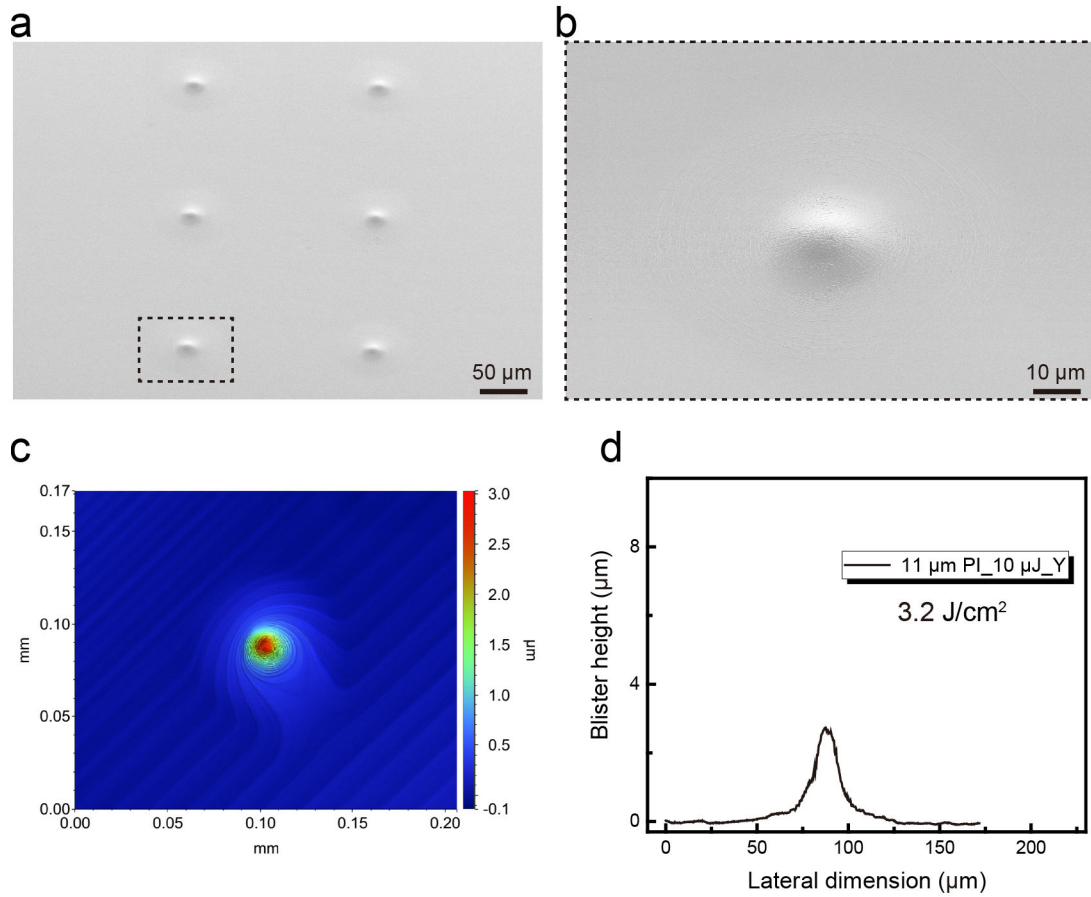 a
b
50 μm
10 μm
c
d
0.17
0.15
0.10
0.05
0.00
mm
0.00
0.05
0.10
0.15
0.20
mm
3.0
2.5
2.0
1.5
1.0
0.5
-0.1
μm
Blister height (μm)
8
4
0
11 μm PI_10 μJ_Y
3.2 J/cm²
0
50
100
150
200
Lateral dimension (μm)